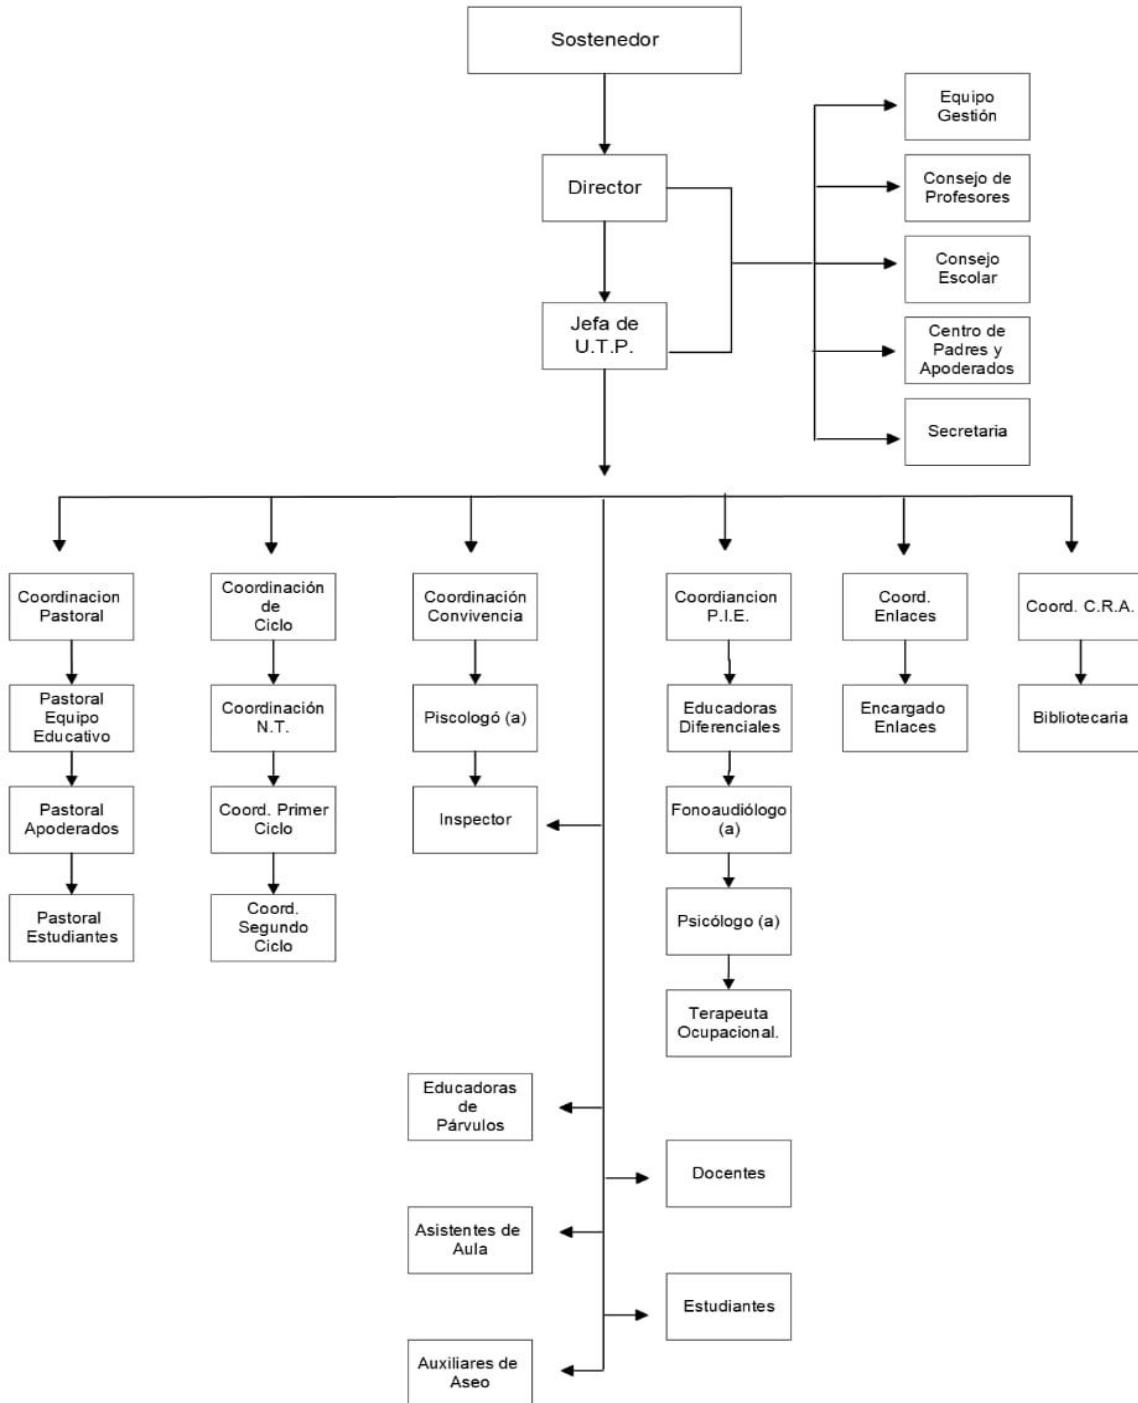 Sostenedor
Equipo
Gestión
Director
Consejo de
Profesores
Consejo
Escolar
Jefa de
U.T.P.
Centro de
Padres y
Apoderados
Secretaria
Coordinacion
Pastoral
Coordinación
de
Ciclo
Coordinación
Convivencia
Coordiancion
P.I.E.
Coord.
Enlaces
Coord. C.R.A.
Pastoral
Equipo
Educativo
Coordinación
N.T.
Piscologó (a)
Educadoras
Diferenciales
Encargado
Enlaces
Bibliotecaria
Pastoral
Apoderados
Coord. Primer
Ciclo
Inspector
Fonoaudiólogo
(a)
Pastoral
Estudiantes
Coord.
Segundo
Ciclo
Psicólogo (a)
Terapeuta
Ocupacional.
Educadoras
de
Párvulos
Docentes
Asistentes de
Aula
Estudiantes
Auxiliares de
Aseo